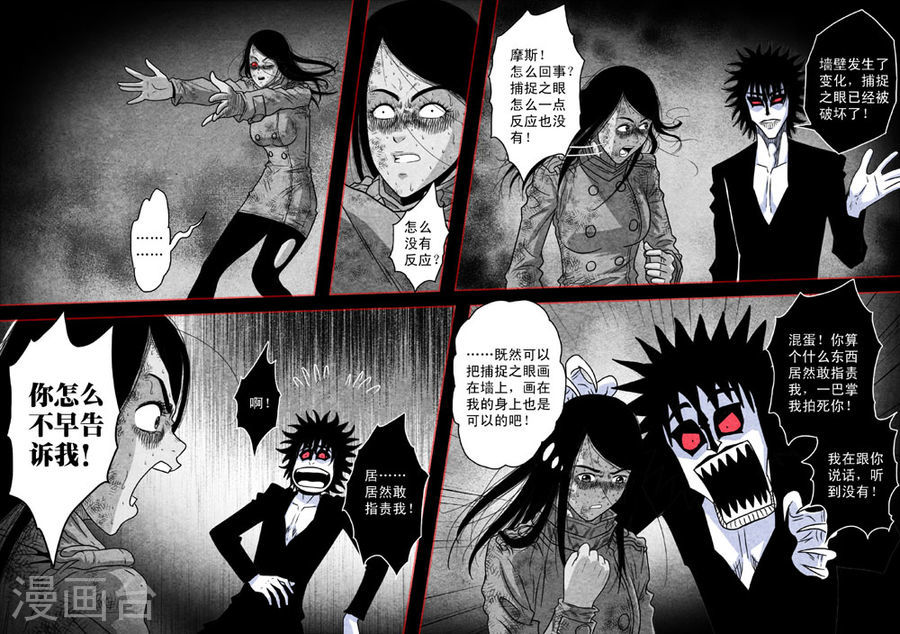 ……
……
怎么
没有
反应？
摩斯！
怎么回事？
捕捉之眼
怎么一点
反应也没
有！
墙壁发生了
变化，捕捉
之眼已经被
破坏了！
你怎么
不早告
诉我！
啊！
居……
居然敢
指责我！
……既然可以
把捕捉之眼画
在墙上，画在
我的身上也是
可以的吧！
混蛋！你算
个什么东西
居然敢指责
我，一巴掌
我拍死你！
我在跟你
说话，听
到没有！
漫画台